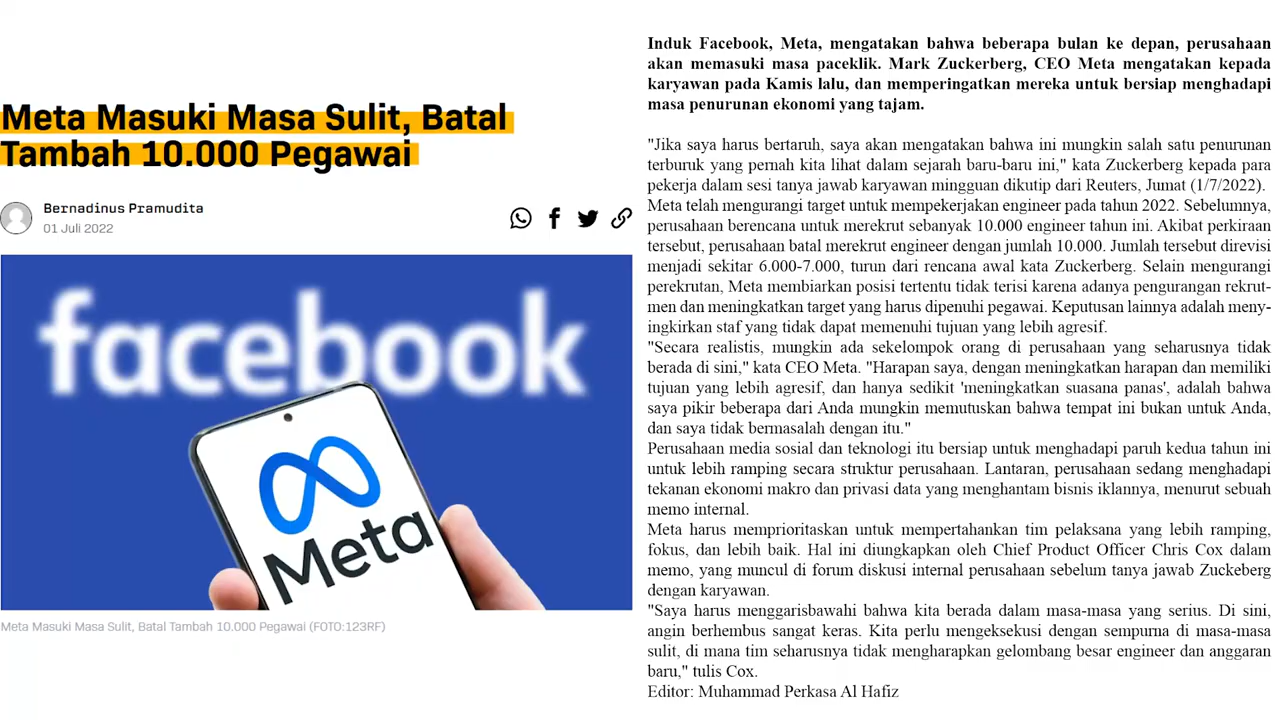 Meta Masuki Masa Sulit, Batal
Tambah 10.000 Pegawai
Bernadinus Pramudita
01 Juli 2022
facebook
Meta
Meta Masuki Masa Sulit, Batal Tambah 10.000 Pegawai (FOTO:123RF)
Induk Facebook, Meta, mengatakan bahwa beberapa bulan ke depan, perusahaan
akan memasuki masa paceklik. Mark Zuckerberg, CEO Meta mengatakan kepada
karyawan pada Kamis lalu, dan memperingatkan mereka untuk bersiap menghadapi
masa penurunan ekonomi yang tajam.
"Jika saya harus bertaruh, saya akan mengatakan bahwa ini mungkin salah satu penurunan
terburuk yang pernah kita lihat dalam sejarah baru-baru ini," kata Zuckerberg kepada para
pekerja dalam sesi tanya jawab karyawan mingguan dikutip dari Reuters, Jumat (1/7/2022).
Meta telah mengurangi target untuk mempekerjakan engineer pada tahun 2022. Sebelumnya,
perusahaan berencana untuk merekrut sebanyak 10.000 engineer tahun ini. Akibat perkiraan
tersebut, perusahaan batal merekrut engineer dengan jumlah 10.000. Jumlah tersebut direvisi
menjadi sekitar 6.000-7.000, turun dari rencana awal kata Zuckerberg. Selain mengurangi
perekrutan, Meta membiarkan posisi tertentu tidak terisi karena adanya pengurangan rekrut-
men dan meningkatkan target yang harus dipenuhi pegawai. Keputusan lainnya adalah meny-
ingkirkan staf yang tidak dapat memenuhi tujuan yang lebih agresif.
"Secara realistis, mungkin ada sekelompok orang di perusahaan yang seharusnya tidak
berada di sini," kata CEO Meta. "Harapan saya, dengan meningkatkan harapan dan memiliki
tujuan yang lebih agresif, dan hanya sedikit 'meningkatkan suasana panas', adalah bahwa
saya pikir beberapa dari Anda mungkin memutuskan bahwa tempat ini bukan untuk Anda,
dan saya tidak bermasalah dengan itu."
Perusahaan media sosial dan teknologi itu bersiap untuk menghadapi paruh kedua tahun ini
untuk lebih ramping secara struktur perusahaan. Lantaran, perusahaan sedang menghadapi
tekanan ekonomi makro dan privasi data yang menghantam bisnis iklannya, menurut sebuah
memo internal.
Meta harus memprioritaskan untuk mempertahankan tim pelaksana yang lebih ramping,
fokus, dan lebih baik. Hal ini diungkapkan oleh Chief Product Officer Chris Cox dalam
memo, yang muncul di forum diskusi internal perusahaan sebelum tanya jawab Zuckeberg
dengan karyawan.
"Saya harus menggarisbawahi bahwa kita berada dalam masa-masa yang serius. Di sini,
angin berhembus sangat keras. Kita perlu mengeksekusi dengan sempurna di masa-masa
sulit, di mana tim seharusnya tidak mengharapkan gelombang besar engineer dan anggaran
baru," tulis Cox.
Editor: Muhammad Perkasa Al Hafiz